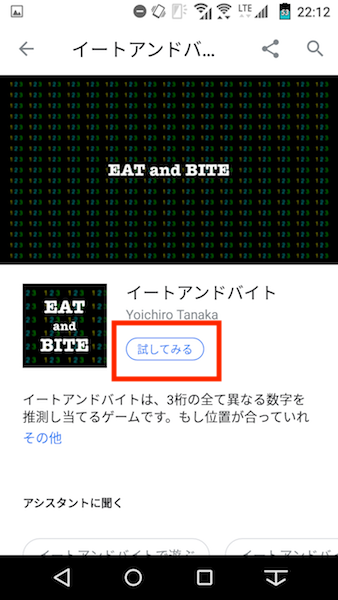 LTE 53 22:12
イートアンドバ...
EAT and BITE
EAT
and
BITE
イートアンドバイト
Yoichiro Tanaka
試してみる
イートアンドバイトは、3桁の全て異なる数字を
推測し当てるゲームです。もし位置が合っていれ
その他
アシスタントに聞く
イートアンドバイトで遊ぶ
イートアンドバイ